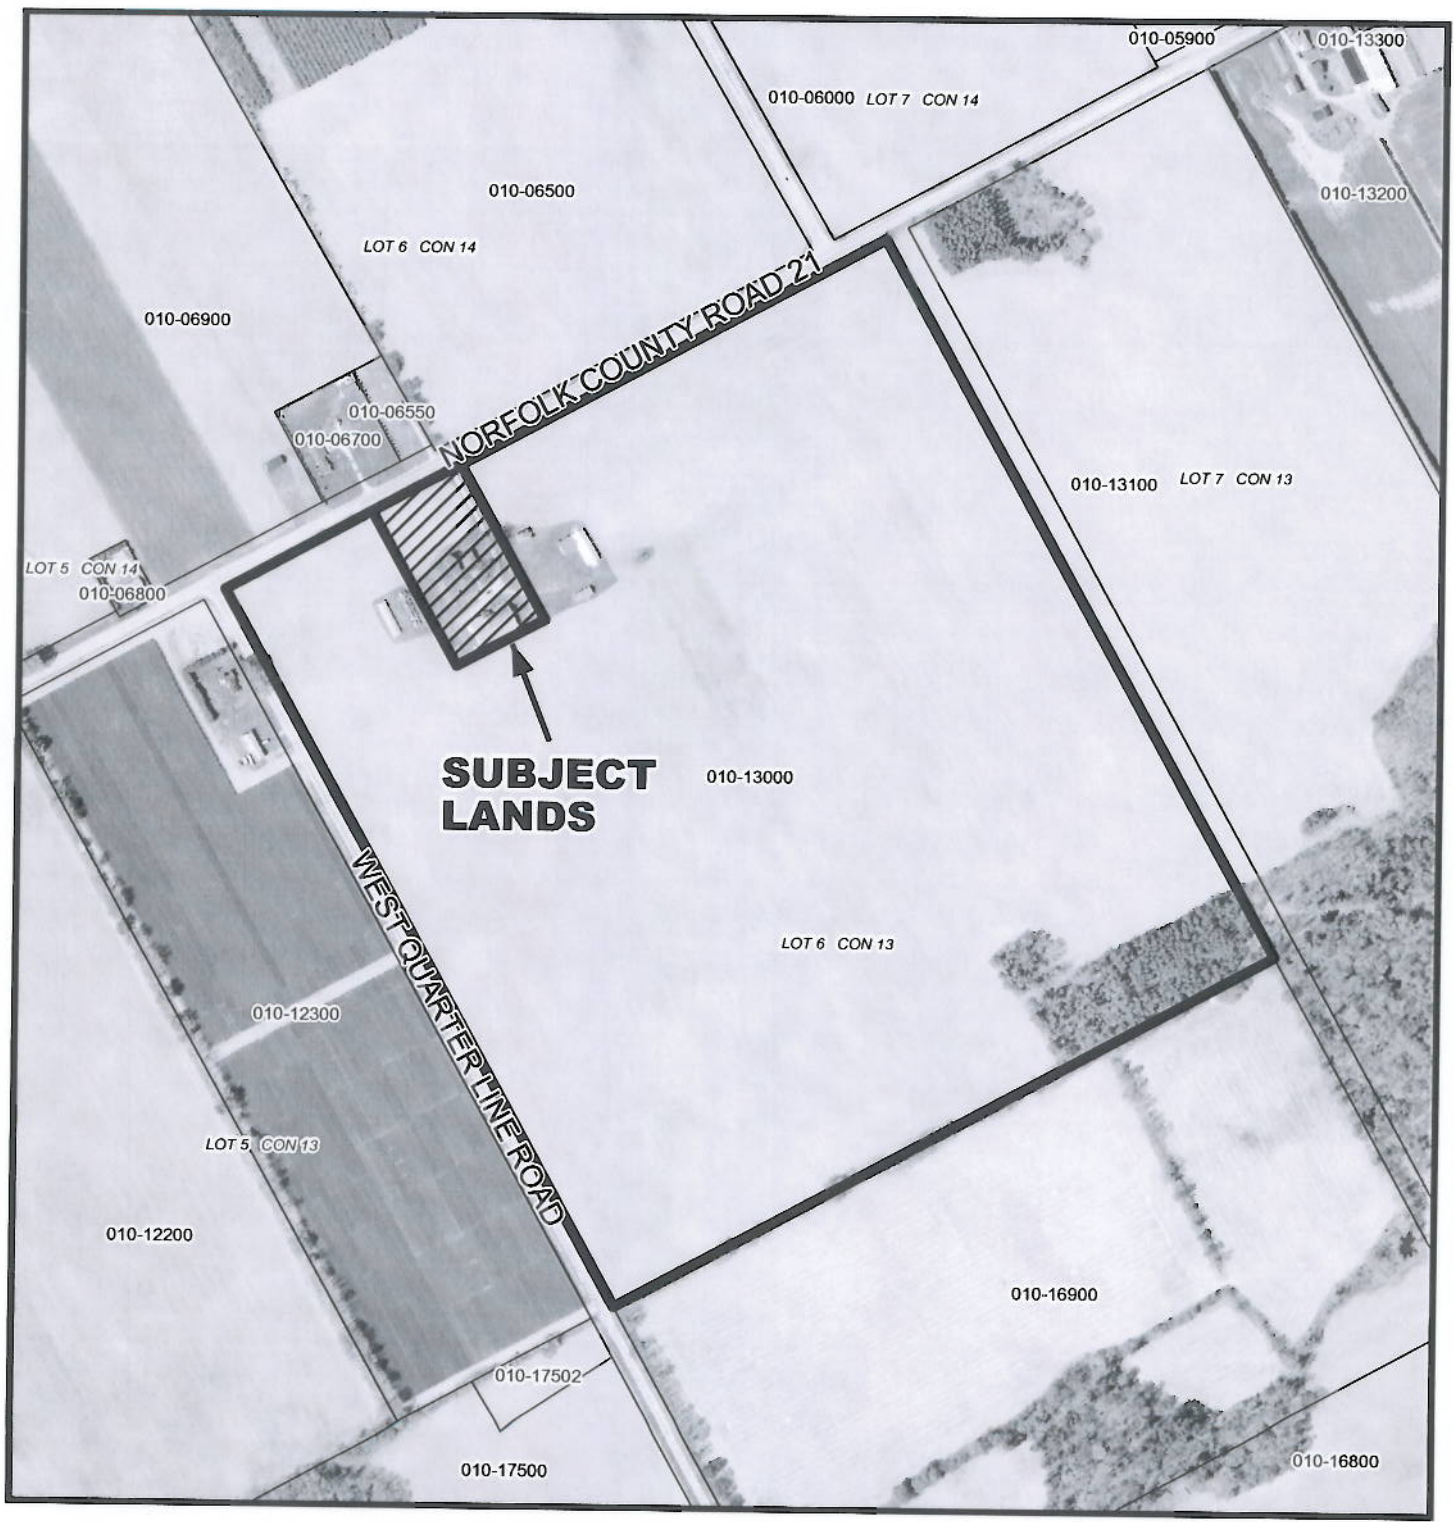 010-05900
010-13300
010-06000 LOT 7 CON 14
010-06500
010-13200
LOT 6 CON 14
010-06900
NORFOLK COUNTY ROAD 21
010-06550
010-06700
010-13100 LOT 7 CON 13
LOT 5 CON 14
010-06800
SUBJECT
LANDS
010-13000
WEST QUARTER LINE ROAD
LOT 6 CON 13
010-12300
LOT 5 CON 13
010-12200
010-16900
010-17502
010-17500
010-16800